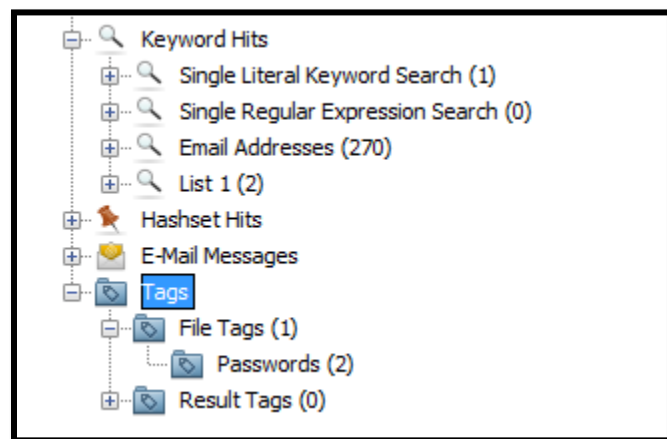 Keyword Hits
Single Literal Keyword Search (1)
Single Regular Expression Search (0)
Email Addresses (270)
List 1 (2)
Hashset Hits
E-Mail Messages
Tags
File Tags (1)
Passwords (2)
Result Tags (0)